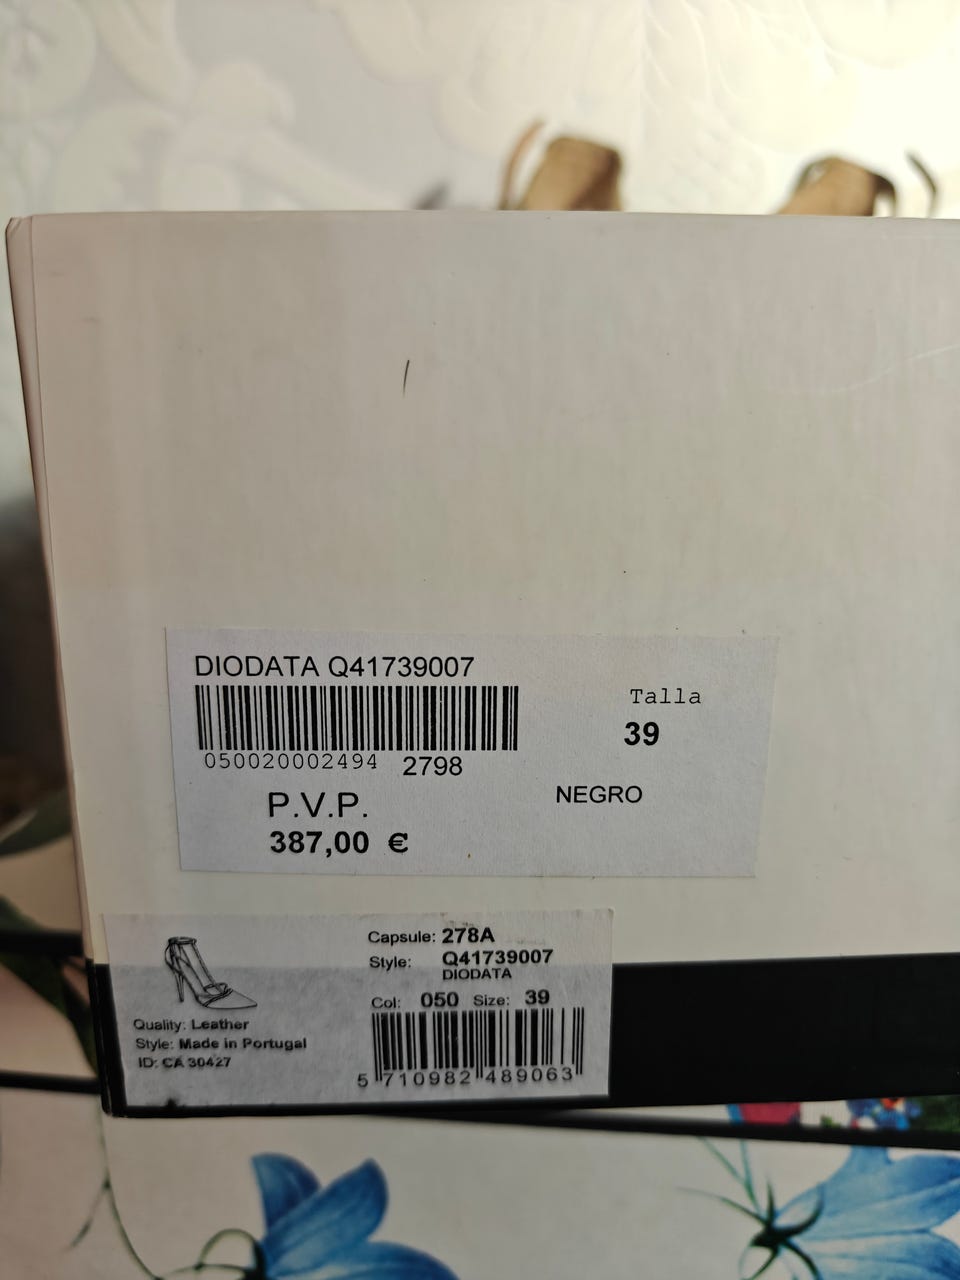 DIODATA Q41739007
Talla
39
050020002494 2798
NEGRO
P.V.P.
387,00 €
Capsule: 278A
Style: Q41739007
DIODATA
Col: 050 Size: 39
Quality: Leather
Style: Made in Portugal
ID: CA 30427
5 710982 489063